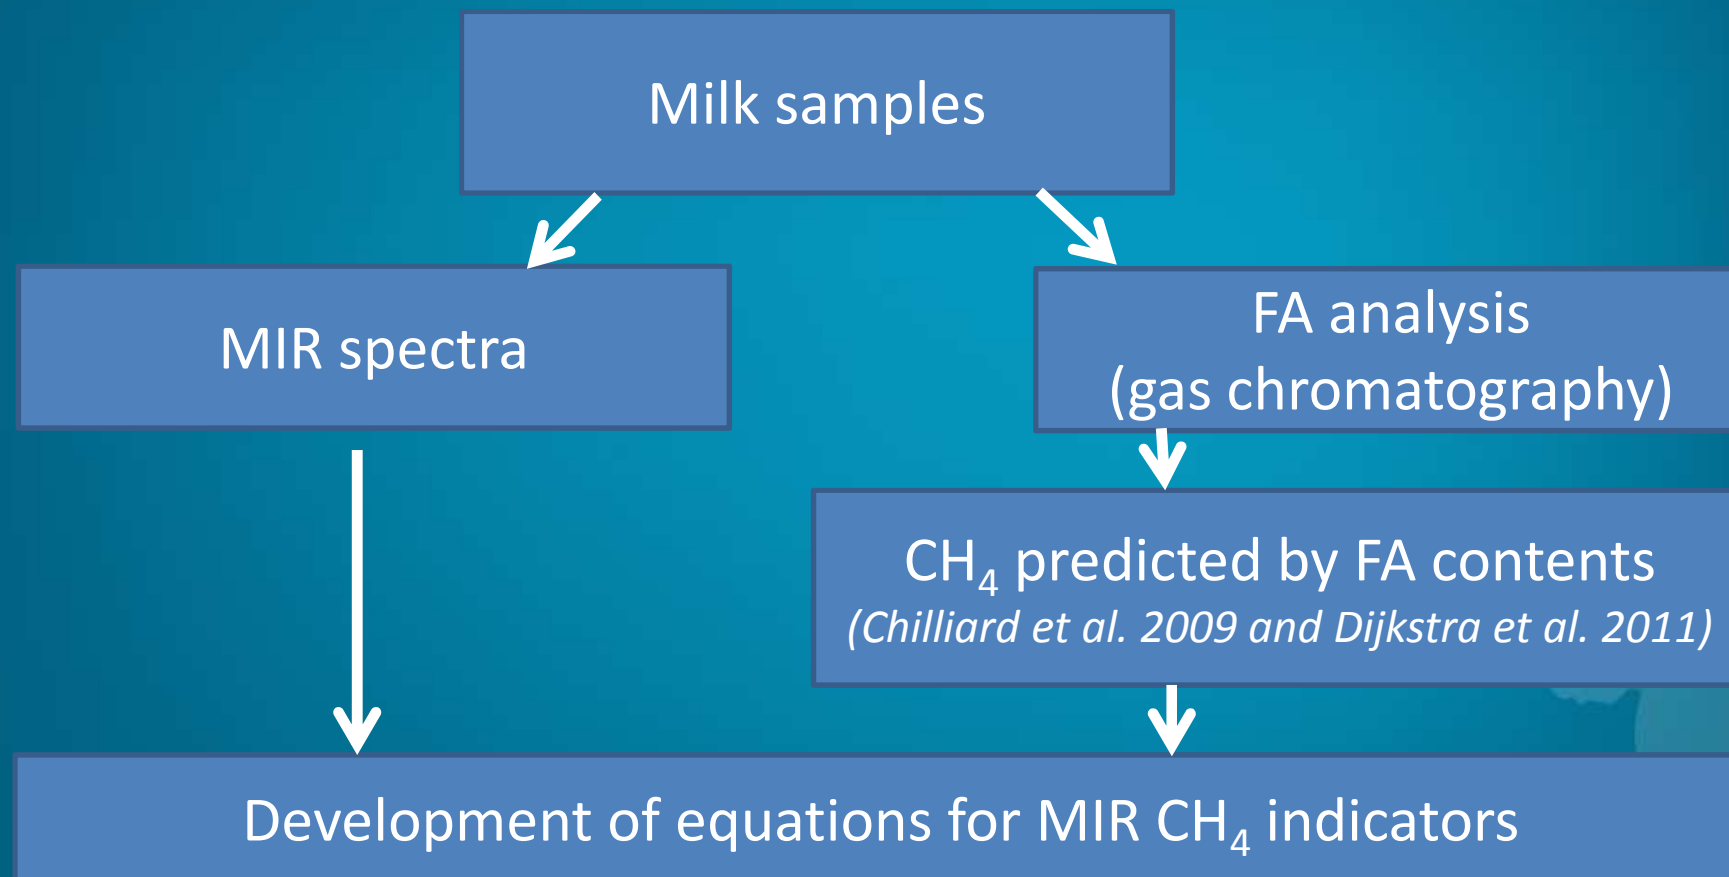 Milk samples
MIR spectra
FA analysis
(gas chromatography)
CH₄ predicted by FA contents
(Chilliard et al. 2009 and Dijkstra et al. 2011)
Development of equations for MIR CH₄ indicators